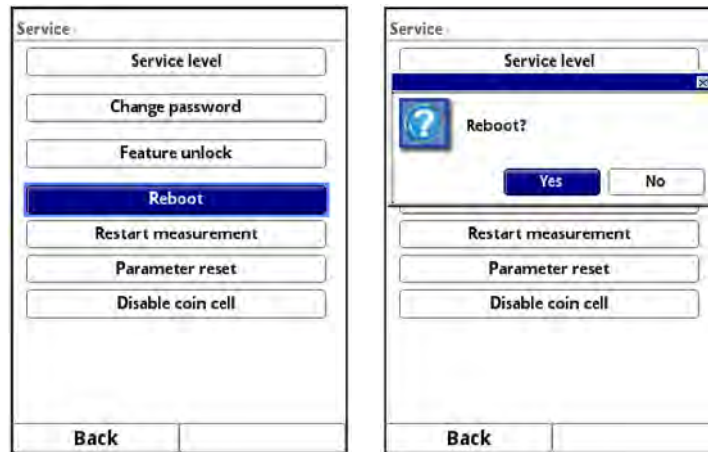 Service
Service level
Change password
Feature unlock
Reboot
Restart measurement
Parameter reset
Disable coin cell
Back
Service
Service level
Reboot?
Yes
No
Restart measurement
Parameter reset
Disable coin cell
Back